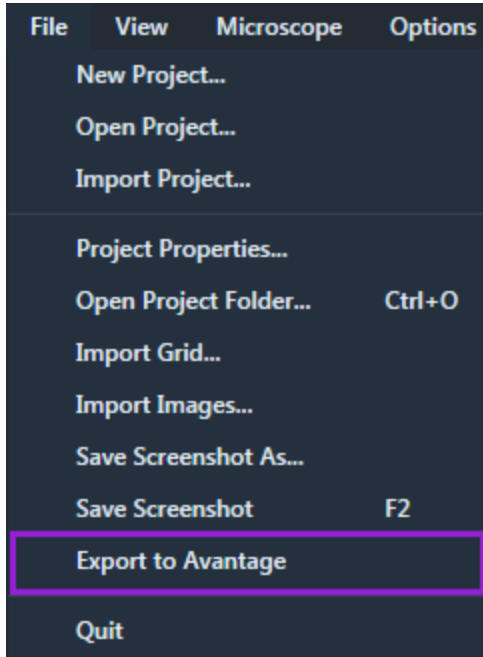 File View Microscope Options
New Project...
Open Project...
Import Project...
Project Properties...
Open Project Folder... Ctrl+O
Import Grid...
Import Images...
Save Screenshot As...
Save Screenshot F2
Export to Avantage
Quit